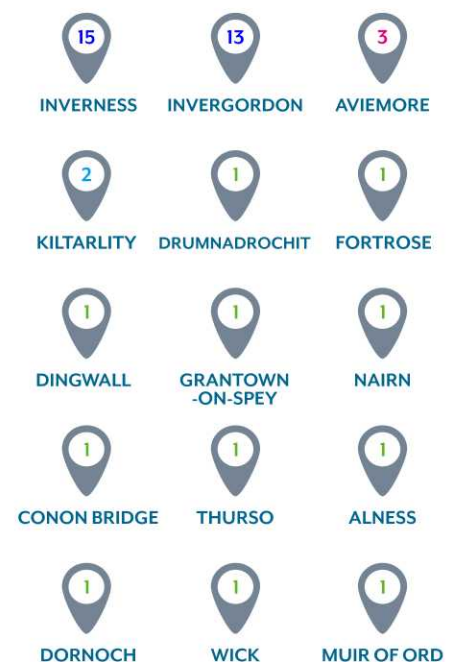 15 13 3
INVERNESS INVERGORDON AVIEMORE
2 1 1
KILTARLITY DRUMNADROCHIT FORTROSE
1 1 1
DINGWALL GRANTOWN NAIRN
-ON-SPEY
1 1 1
CONON BRIDGE THURSO ALNESS
1 1 1
DORNOCH WICK MUIR OF ORD